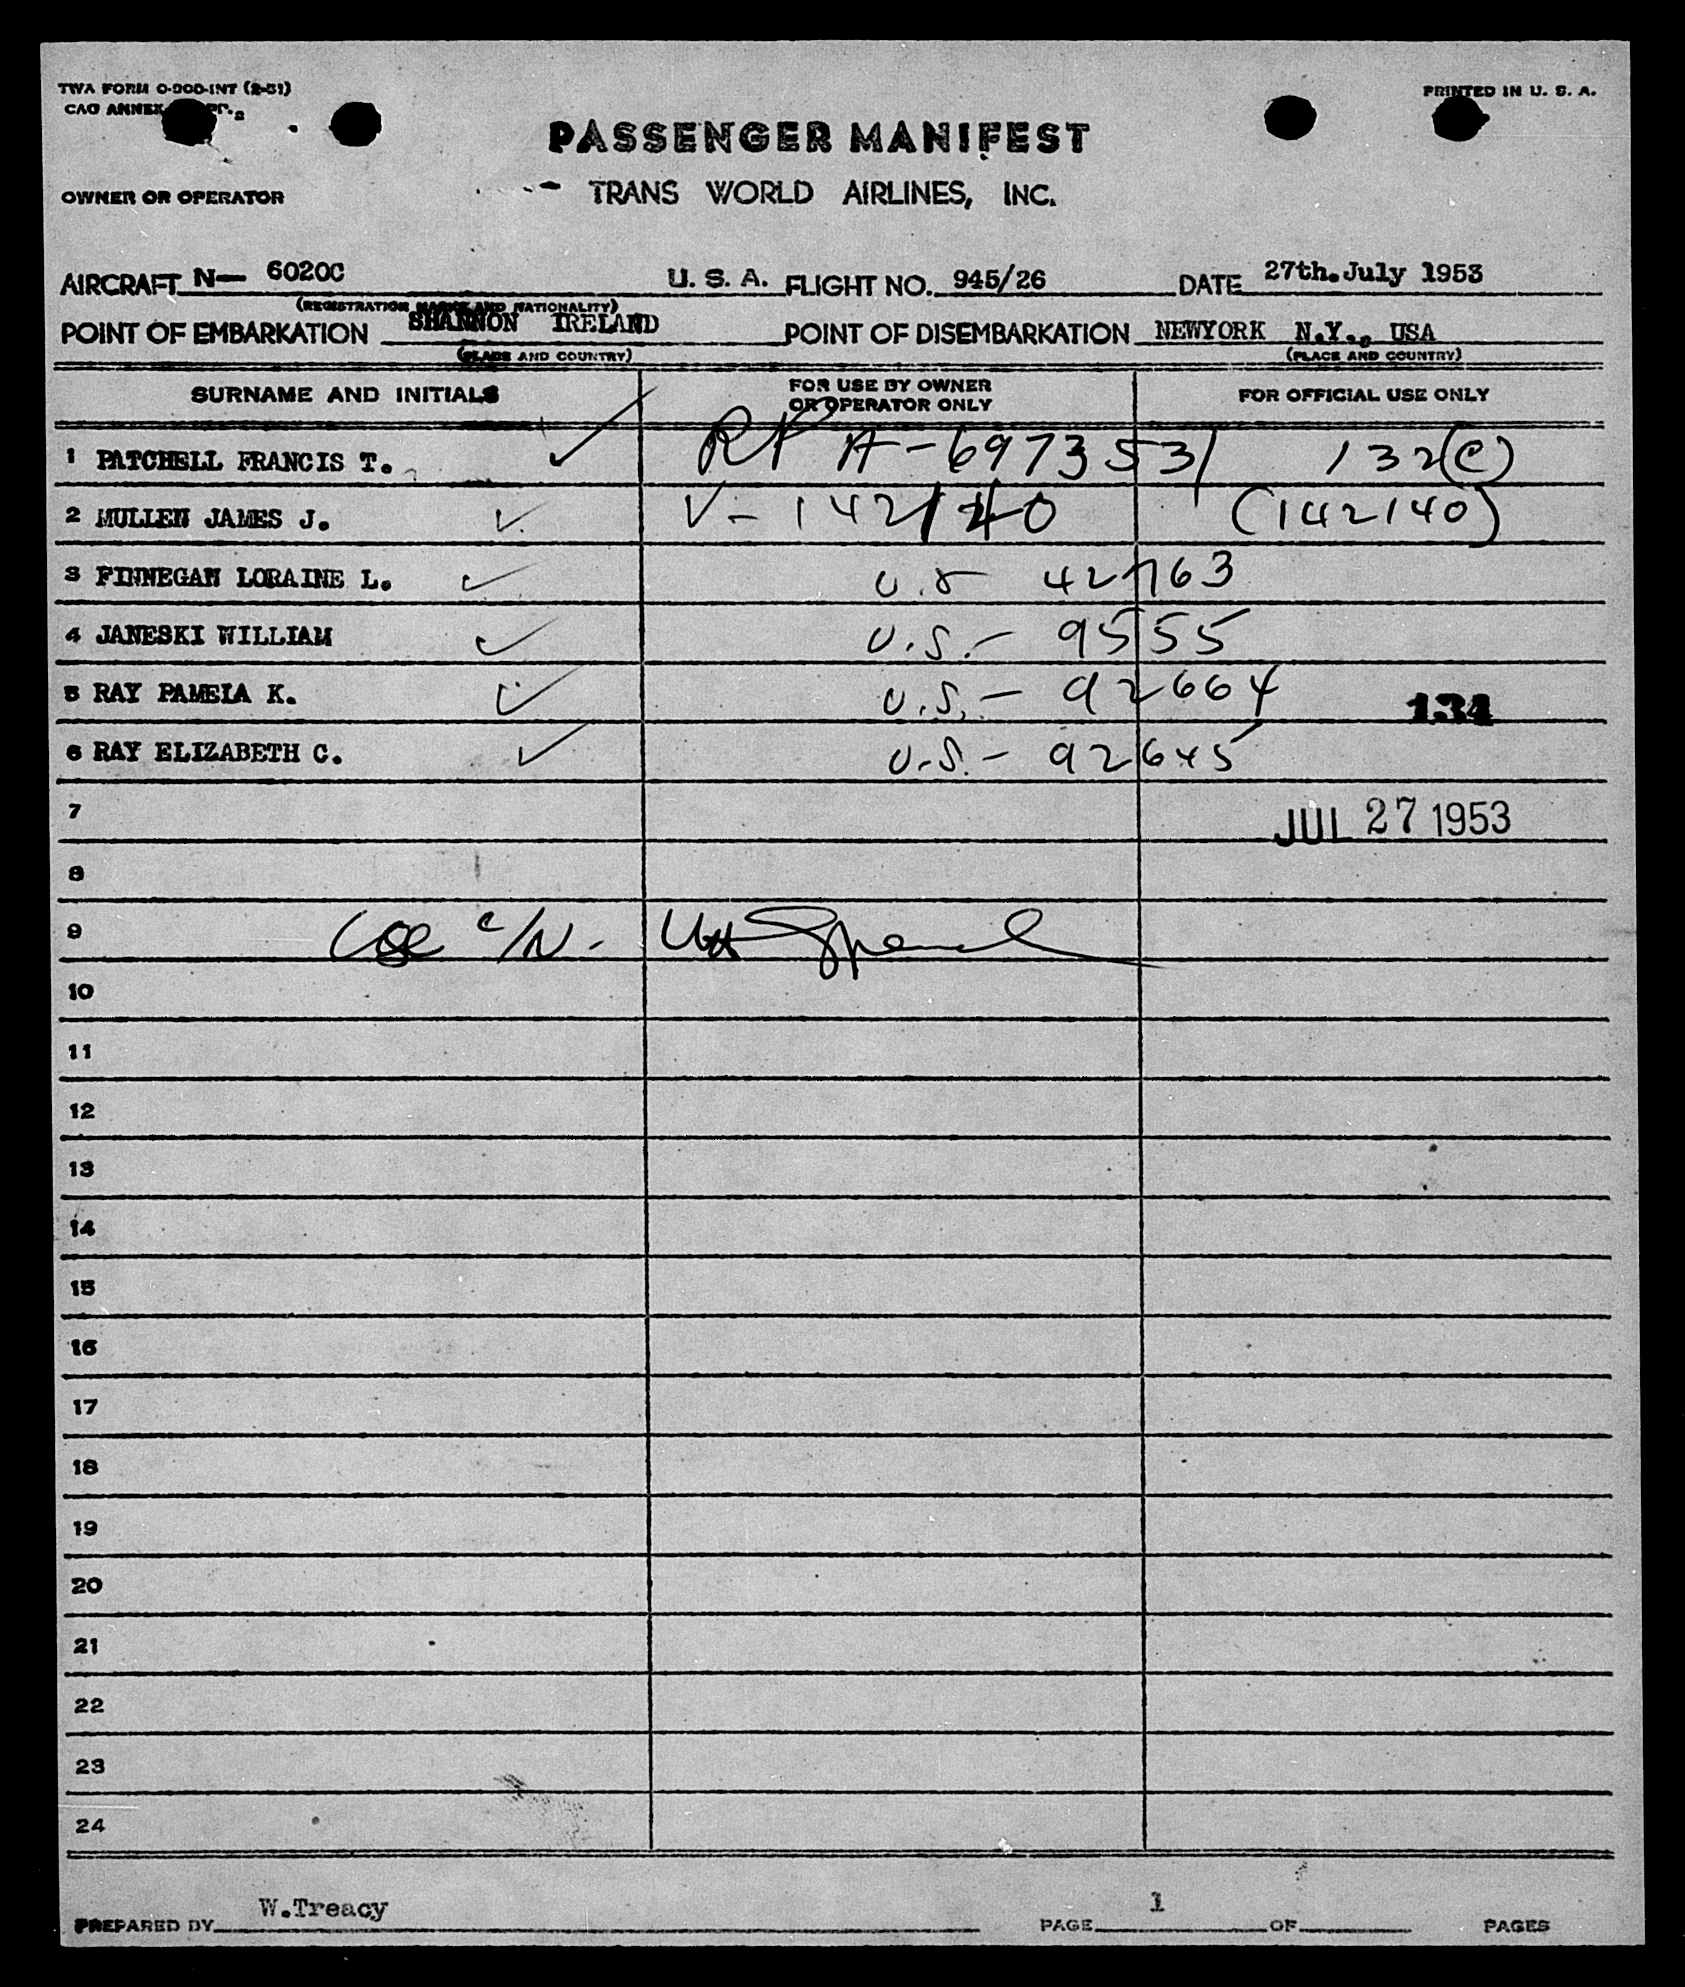 TWA FORM O-000-INT (2-51) PRINTED IN U. S. A.
CAO ANNEX
PASSENGER MANIFEST
OWNER OR OPERATOR TRANS WORLD AIRLINES, INC.
AIRCRAFT N- 6020C U. S. A. FLIGHT NO. 945/26 DATE 27th.July 1953
(REGISTRATION MARKS AND NATIONALITY)
POINT OF EMBARKATION SHANNON IRELAND POINT OF DISEMBARKATION NEWYORK N.Y., USA
(PLACE AND COUNTRY) (PLACE AND COUNTRY)
SURNAME AND INITIALS FOR USE BY OWNER OR OPERATOR ONLY FOR OFFICIAL USE ONLY
1 PATCHELL FRANCIS T. RP A-6973531 132(C)
2 MULLEN JAMES J. V-142140 (142140)
3 FINNEGAN LORAINE L. U.S 42763
4 JANESKI WILLIAM U.S.- 9555
5 RAY PAMELA K. U.S.- 92664 134
6 RAY ELIZABETH C. U.S.- 92645
7 JUL 27 1953
8
9
10
11
12
13
14
15
16
17
18
19
20
21
22
23
24
PREPARED BY W.Treacy PAGE 1 OF PAGES